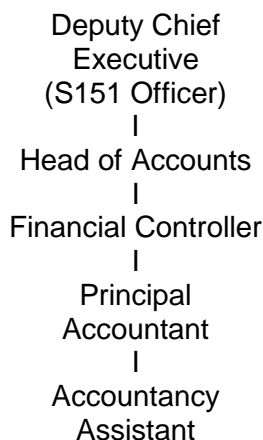 Deputy Chief
Executive
(S151 Officer)
I
Head of Accounts
I
Financial Controller
I
Principal
Accountant
I
Accountancy
Assistant